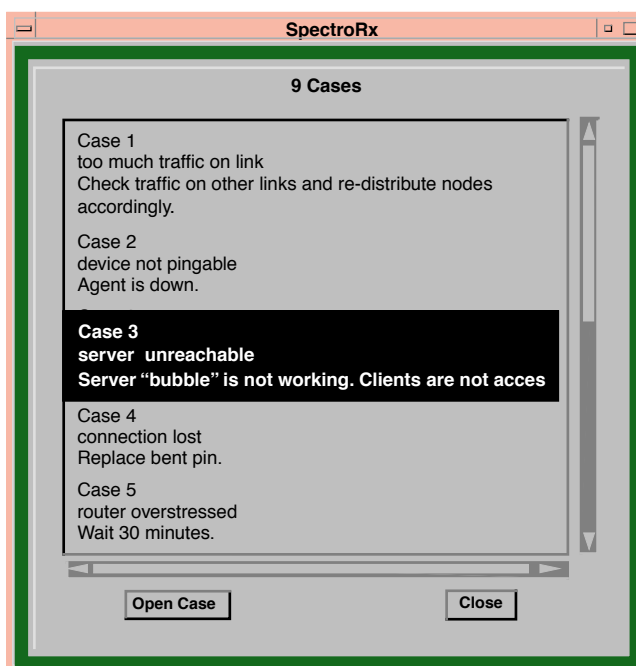 SpectroRx
9 Cases
Case 1
too much traffic on link
Check traffic on other links and re-distribute nodes
accordingly.
Case 2
device not pingable
Agent is down.
Case 3
server unreachable
Server “bubble” is not working. Clients are not acces
Case 4
connection lost
Replace bent pin.
Case 5
router overstressed
Wait 30 minutes.
Open Case
Close